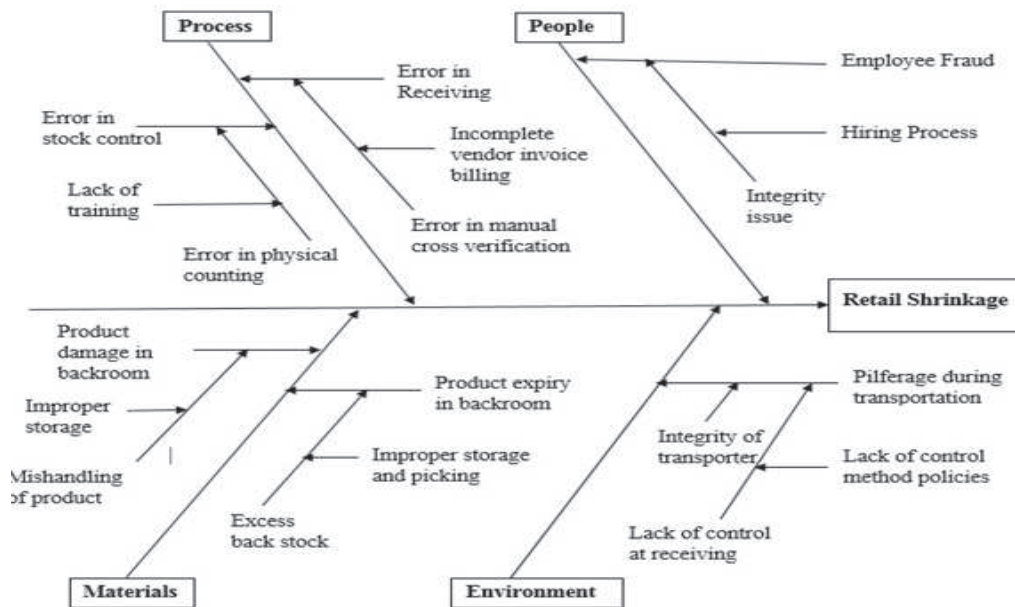 Process
People
Error in
Receiving
Employee Fraud
Error in
stock control
Incomplete
vendor invoice
billing
Hiring Process
Lack of
training
Integrity
issue
Error in manual
cross verification
Error in physical
counting
Retail Shrinkage
Product
damage in
backroom
Product expiry
in backroom
Pilferage during
transportation
Improper
storage
Integrity of
transporter
Improper storage
and picking
Lack of control
method policies
Mishandling
of product
Excess
back stock
Lack of control
at receiving
Materials
Environment